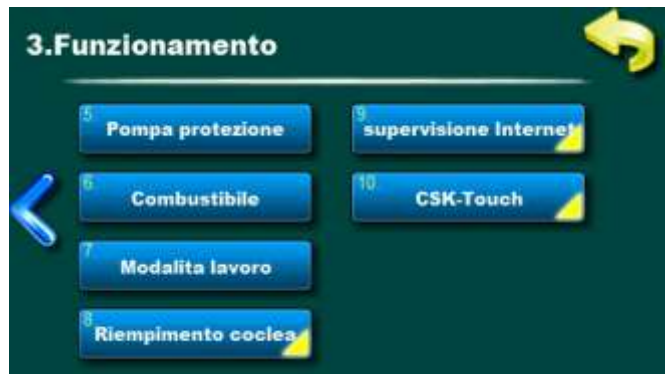 3.Funzionamento
5
Pompa protezione
6
Combustibile
7
Modalita lavoro
8
Riempimento coclea
9
supervisione Internet
10
CSK-Touch